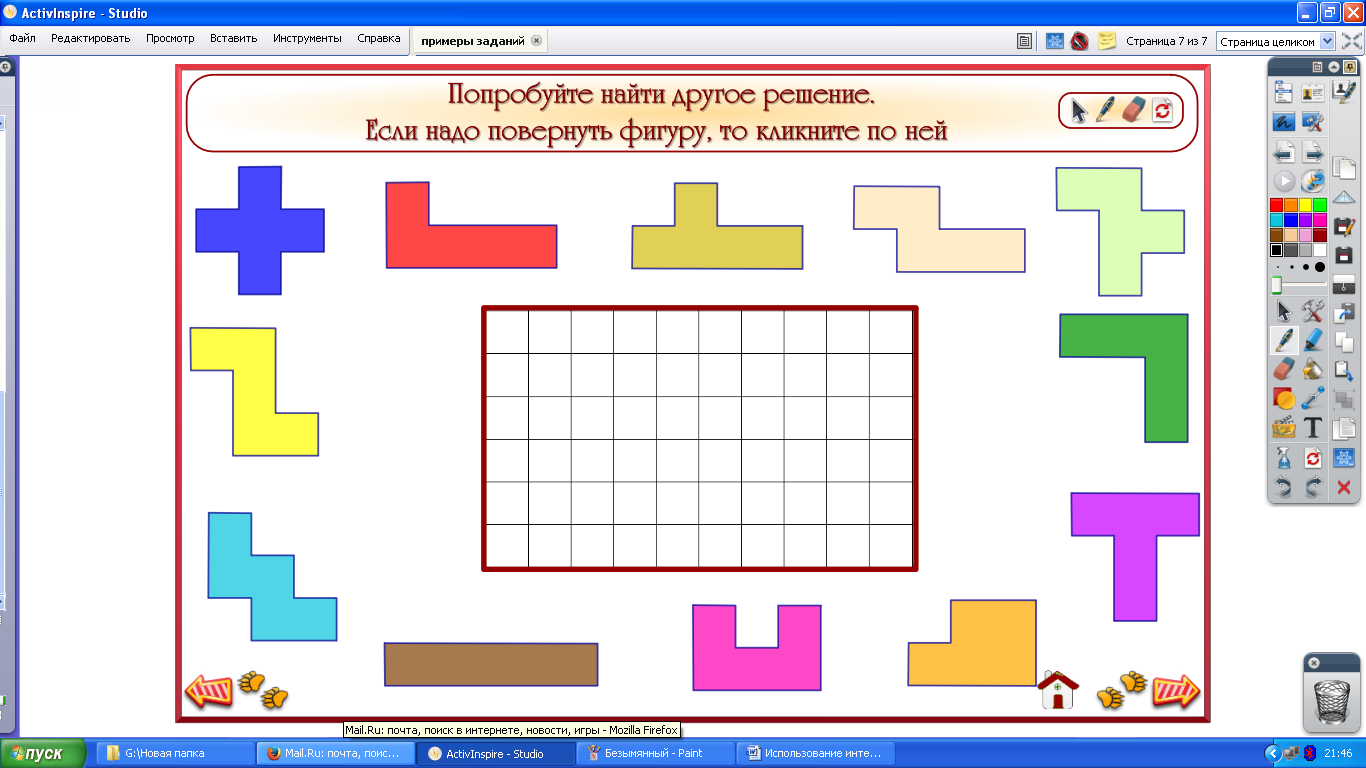 ActivInspire - Studio
Файл Редактировать Просмотр Вставить Инструменты Справка
примеры заданий
Страница 7 из 7
Страница целиком
Попробуйте найти другое решение.
Если надо повернуть фигуру, то кликните по ней
T
Mail.Ru: почта, поиск в интернете, новости, игры - Mozilla Firefox
пуск
G:\Новая папка
Mail.Ru: почта, поис...
ActivInspire - Studio
Безымянный - Paint
Использование инте...
21:46